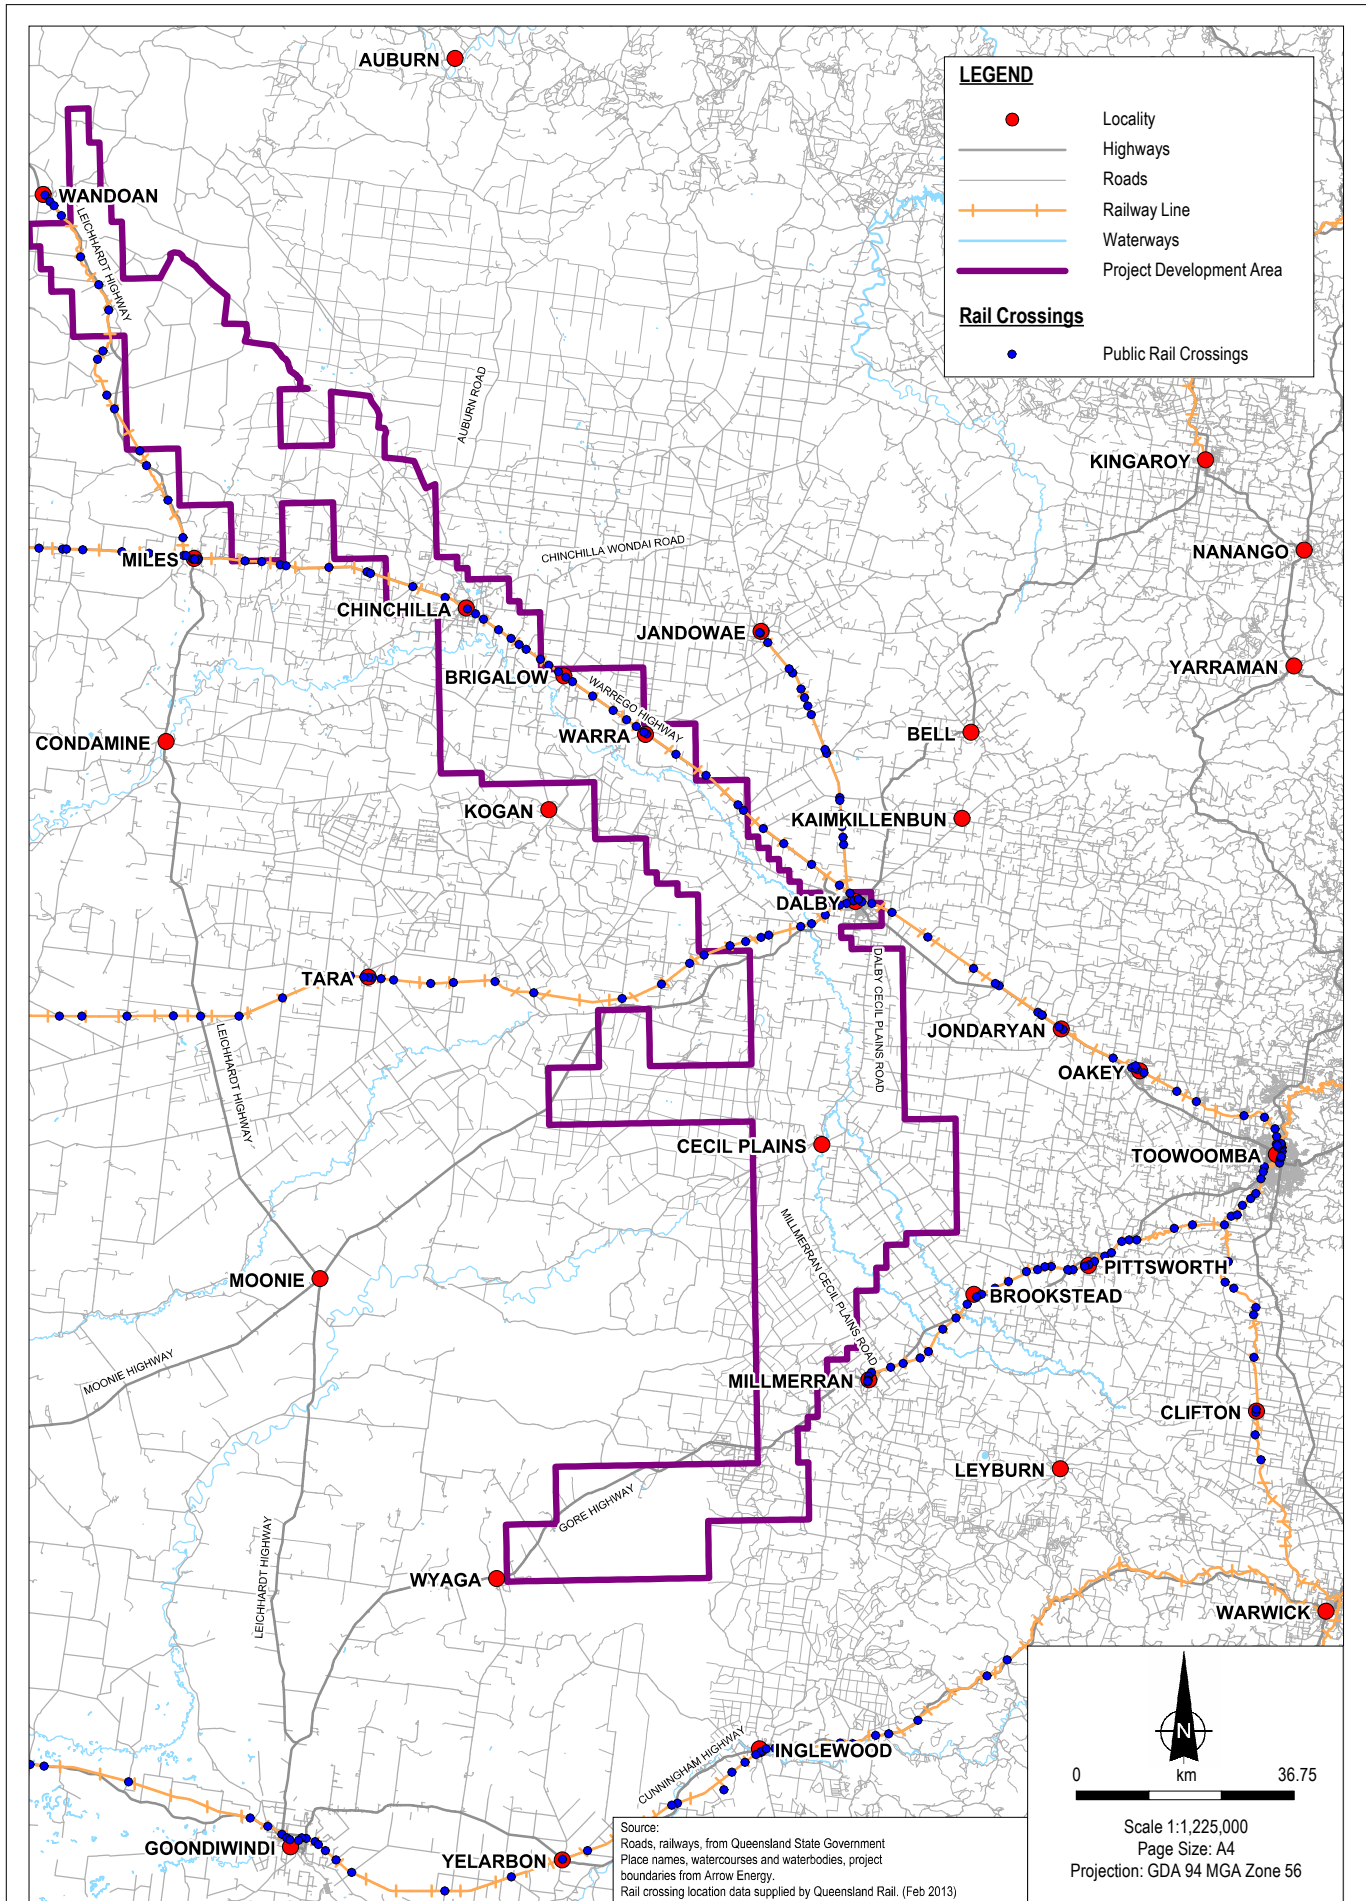 AUBURN
LEGEND
Locality
Highways
Roads
Railway Line
Waterways
Project Development Area
Rail Crossings
Public Rail Crossings
WANDOAN
LEICHHARDT HIGHWAY
AUBURN ROAD
KINGAROY
CHINCHILLA WONDAI ROAD
NANANGO
MILES
CHINCHILLA
JANDOWAE
YARRAMAN
BRIGALOW
WARREGO HIGHWAY
WARRA
BELL
CONDAMINE
KOGAN
KAIMKILLENBUN
DALBY
DALBY CECIL PLAINS ROAD
TARA
JONDARYAN
LEICHHARDT HIGHWAY
OAKEY
CECIL PLAINS
TOOWOOMBA
MILLMERRAN CECIL PLAINS ROAD
MOONIE
PITTSWORTH
BROOKSTEAD
MOONIE HIGHWAY
MILLMERRAN
CLIFTON
LEYBURN
GORE HIGHWAY
LEICHHARDT HIGHWAY
WYAGA
WARWICK
N
CUNNINGHAM HIGHWAY
INGLEWOOD
0 km 36.75
Scale 1:1,225,000
Page Size: A4
Projection: GDA 94 MGA Zone 56
GOONDIWINDI
YELARBON
Source:
Roads, railways, from Queensland State Government
Place names, watercourses and waterbodies, project
boundaries from Arrow Energy.
Rail crossing location data supplied by Queensland Rail. (Feb 2013)